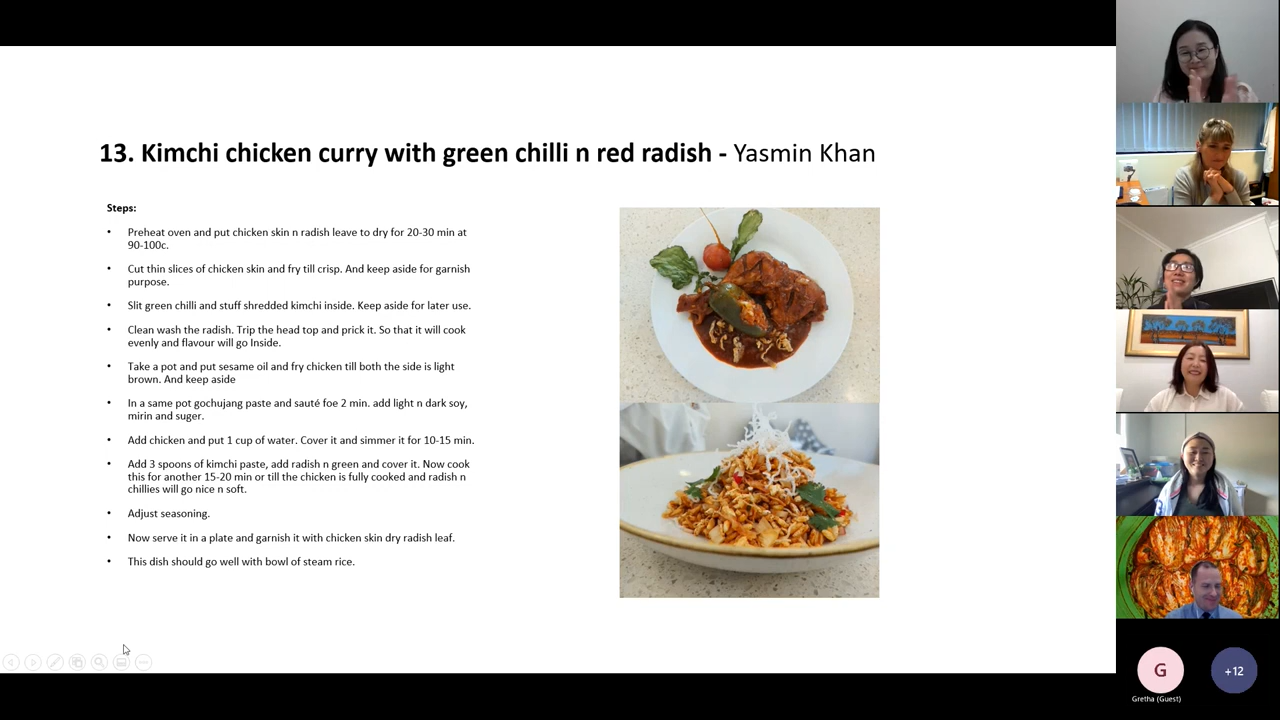 13. Kimchi chicken curry with green chilli n red radish - Yasmin Khan
Steps:
• Preheat oven and put chicken skin n radish leave to dry for 20-30 min at
90-100c.
• Cut thin slices of chicken skin and fry till crisp. And keep aside for garnish
purpose.
• Slit green chilli and stuff shredded kimchi inside. Keep aside for later use.
• Clean wash the radish. Trip the head top and prick it. So that it will cook
evenly and flavour will go Inside.
• Take a pot and put sesame oil and fry chicken till both the side is light
brown. And keep aside
• In a same pot gochujang paste and sauté foe 2 min. add light n dark soy,
mirin and suger.
• Add chicken and put 1 cup of water. Cover it and simmer it for 10-15 min.
• Add 3 spoons of kimchi paste, add radish n green and cover it. Now cook
this for another 15-20 min or till the chicken is fully cooked and radish n
chillies will go nice n soft.
• Adjust seasoning.
• Now serve it in a plate and garnish it with chicken skin dry radish leaf.
• This dish should go well with bowl of steam rice.
G
+12
Gretha (Guest)